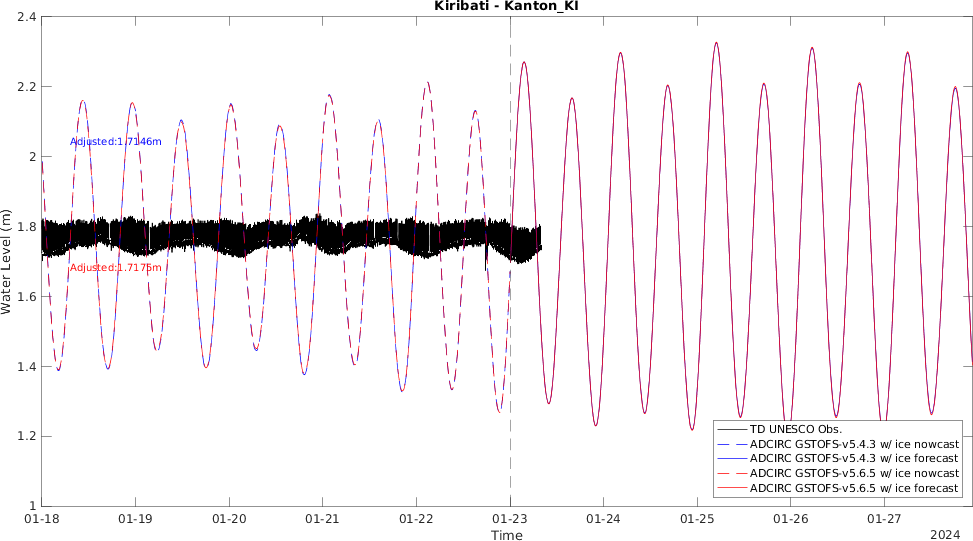 Kiribati - Kanton_KI
2.4
2.2
2
1.8
1.6
1.4
1.2
1
Water Level (m)
Adjusted:1.7146m
Adjusted:1.7175m
TD UNESCO Obs.
ADCIRC GSTOFS-v5.4.3 w/ ice nowcast
ADCIRC GSTOFS-v5.4.3 w/ ice forecast
ADCIRC GSTOFS-v5.6.5 w/ ice nowcast
ADCIRC GSTOFS-v5.6.5 w/ ice forecast
01-18 01-19 01-20 01-21 01-22 01-23 01-24 01-25 01-26 01-27
Time
2024